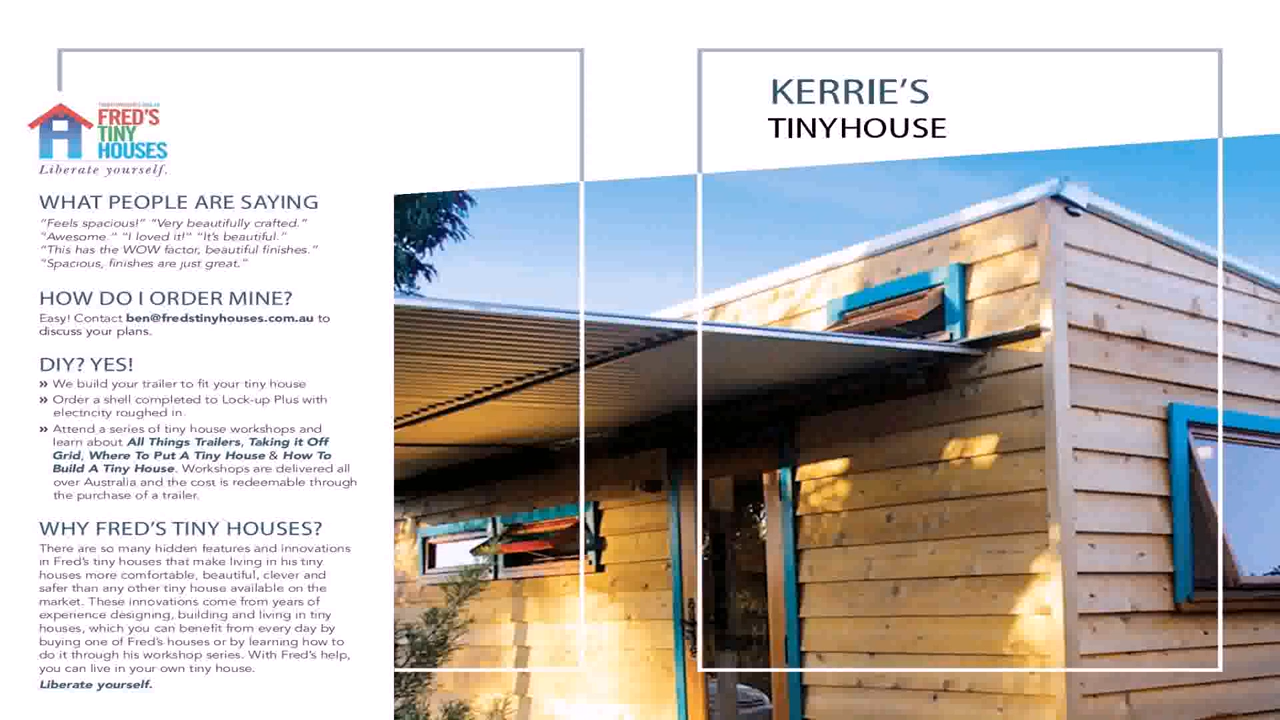 FRED'S
TINY
HOUSES
Liberate yourself.
WHAT PEOPLE ARE SAYING
"Feels spacious!" "Very beautifully crafted."
"Awesome." "I loved it!" "It's beautiful."
"This has the WOW factor, beautiful finishes."
"Spacious, finishes are just great."
HOW DO I ORDER MINE?
Easy! Contact ben@fredstinyhouses.com.au to
discuss your plans.
DIY? YES!
» We build your trailer to fit your tiny house
» Order a shell completed to Lock-up Plus with
electricity roughed in.
» Attend a series of tiny house workshops and
learn about All Things Trailers, Taking it Off
Grid, Where To Put A Tiny House & How To
Build A Tiny House. Workshops are delivered all
over Australia and the cost is redeemable through
the purchase of a trailer.
WHY FRED'S TINY HOUSES?
There are so many hidden features and innovations
in Fred's tiny houses that make living in his tiny
houses more comfortable, beautiful, clever and
safer than any other tiny house available on the
market. These innovations come from years of
experience designing, building and living in tiny
houses, which you can benefit from every day by
buying one of Fred's houses or by learning how to
do it through his workshop series. With Fred's help,
you can live in your own tiny house.
Liberate yourself.
KERRIE'S
TINYHOUSE